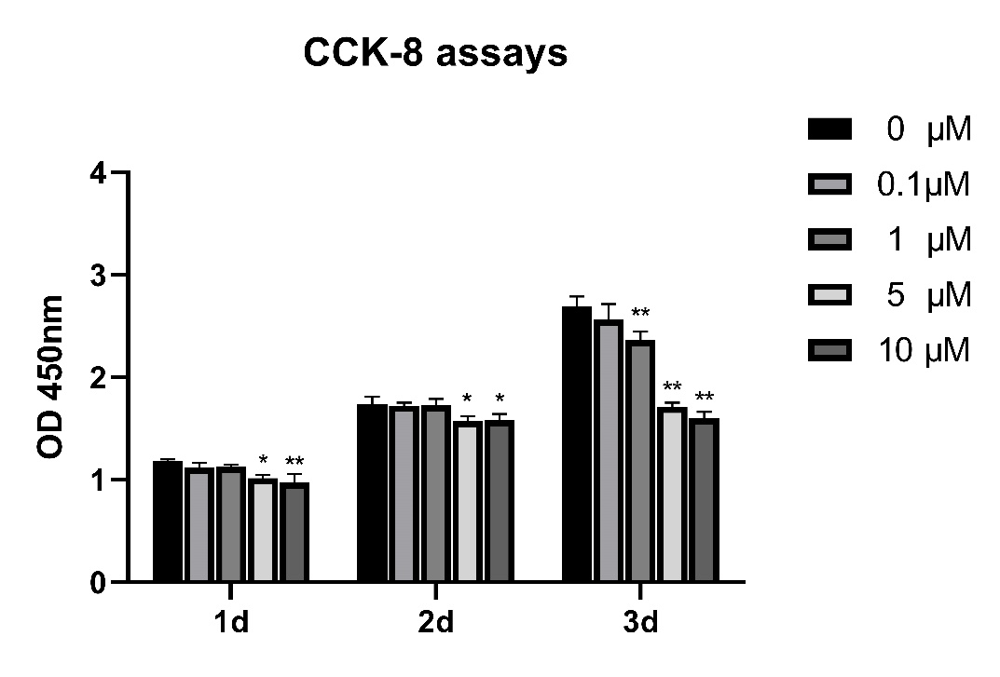 CCK-8 assays
OD 450nm
4
3
2
1
0
* **
* *
** ** **
1d 2d 3d
0 µM
0.1µM
1 µM
5 µM
10 µM